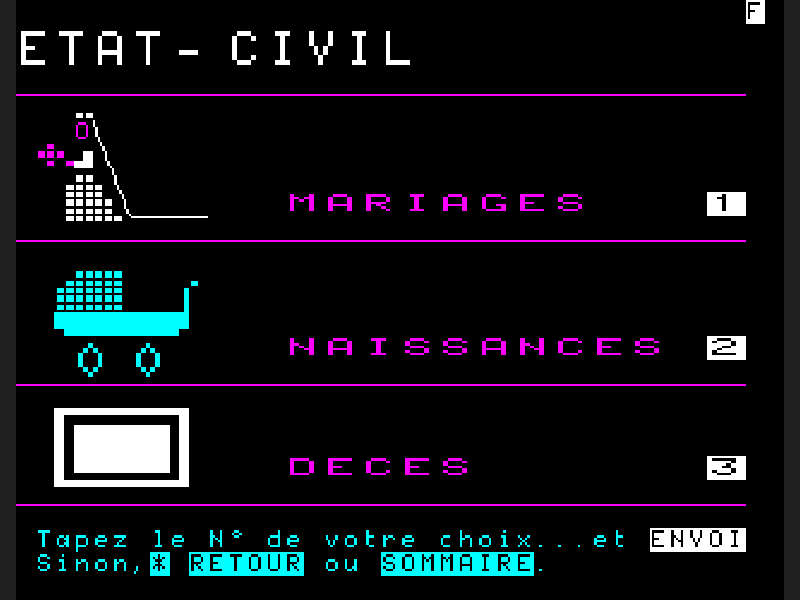 F
ETAT-CIVIL
MARIAGES 1
NAISSANCES 2
DECES 3
Tapez le N° de votre choix...et ENVOI
Sinon,* RETOUR ou SOMMAIRE.